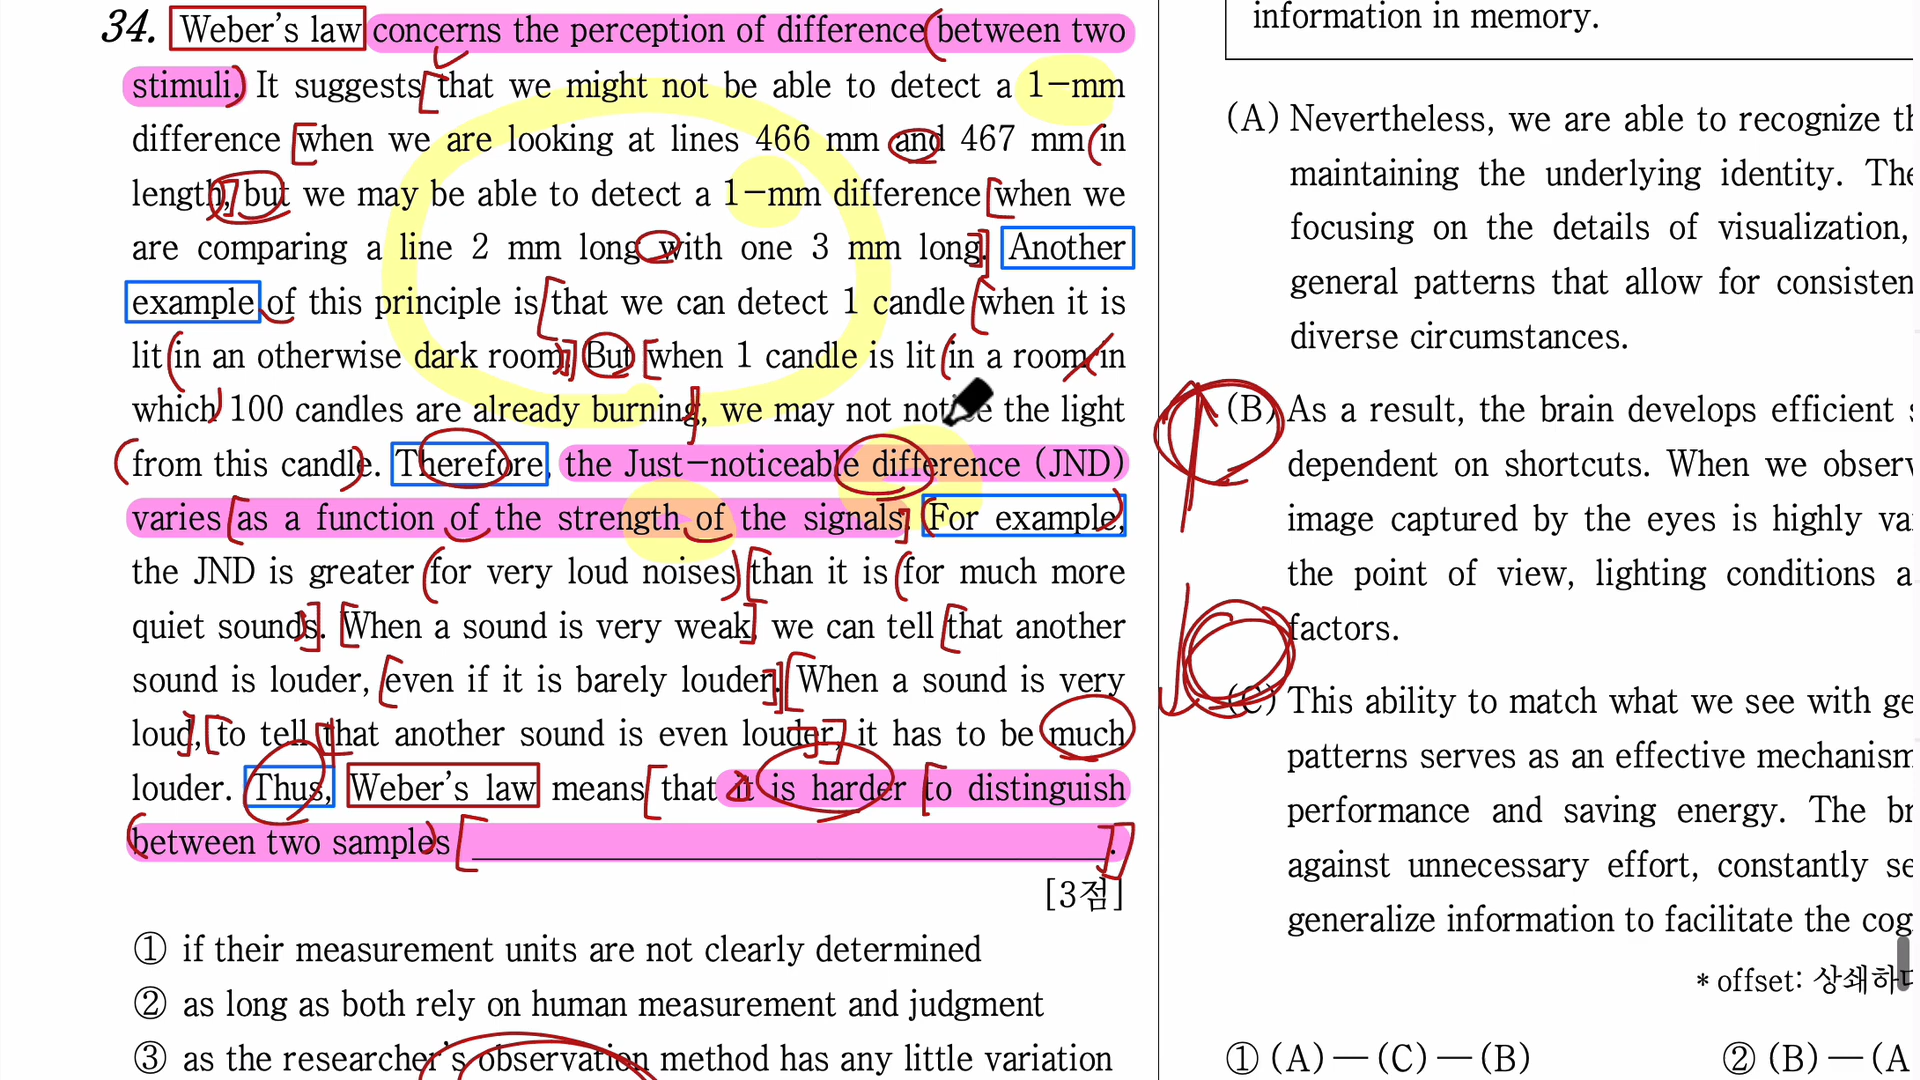 34. Weber's law concerns the perception of difference between two
stimuli. It suggests that we might not be able to detect a 1-mm
difference when we are looking at lines 466 mm and 467 mm in
length, but we may be able to detect a 1-mm difference when we
are comparing a line 2 mm long with one 3 mm long. Another
example of this principle is that we can detect 1 candle when it is
lit in an otherwise dark room. But when 1 candle is lit in a room in
which 100 candles are already burning, we may not notice the light
from this candle. Therefore, the Just-noticeable difference (JND)
varies as a function of the strength of the signals. For example,
the JND is greater for very loud noises than it is for much more
quiet sounds. When a sound is very weak, we can tell that another
sound is louder, even if it is barely louder. When a sound is very
loud, to tell that another sound is even louder, it has to be much
louder. Thus, Weber's law means that it is harder to distinguish
between two samples
[3점]
① if their measurement units are not clearly determined
② as long as both rely on human measurement and judgment
③ as the researcher's observation method has any little variation
information in memory.
(A) Nevertheless, we are able to recognize
maintaining the underlying identity.
focusing on the details of visualization,
general patterns that allow for
diverse circumstances.
(B) As a result, the brain develops efficient
dependent on shortcuts. When we
image captured by the eyes is highly
the point of view, lighting conditions
factors.
(C) This ability to match what we see with
patterns serves as an effective mechanism
performance and saving energy. The
against unnecessary effort, constantly
generalize information to facilitate the
* offset: 상쇄하다
① (A) — (C) — (B)
② (B) — (A